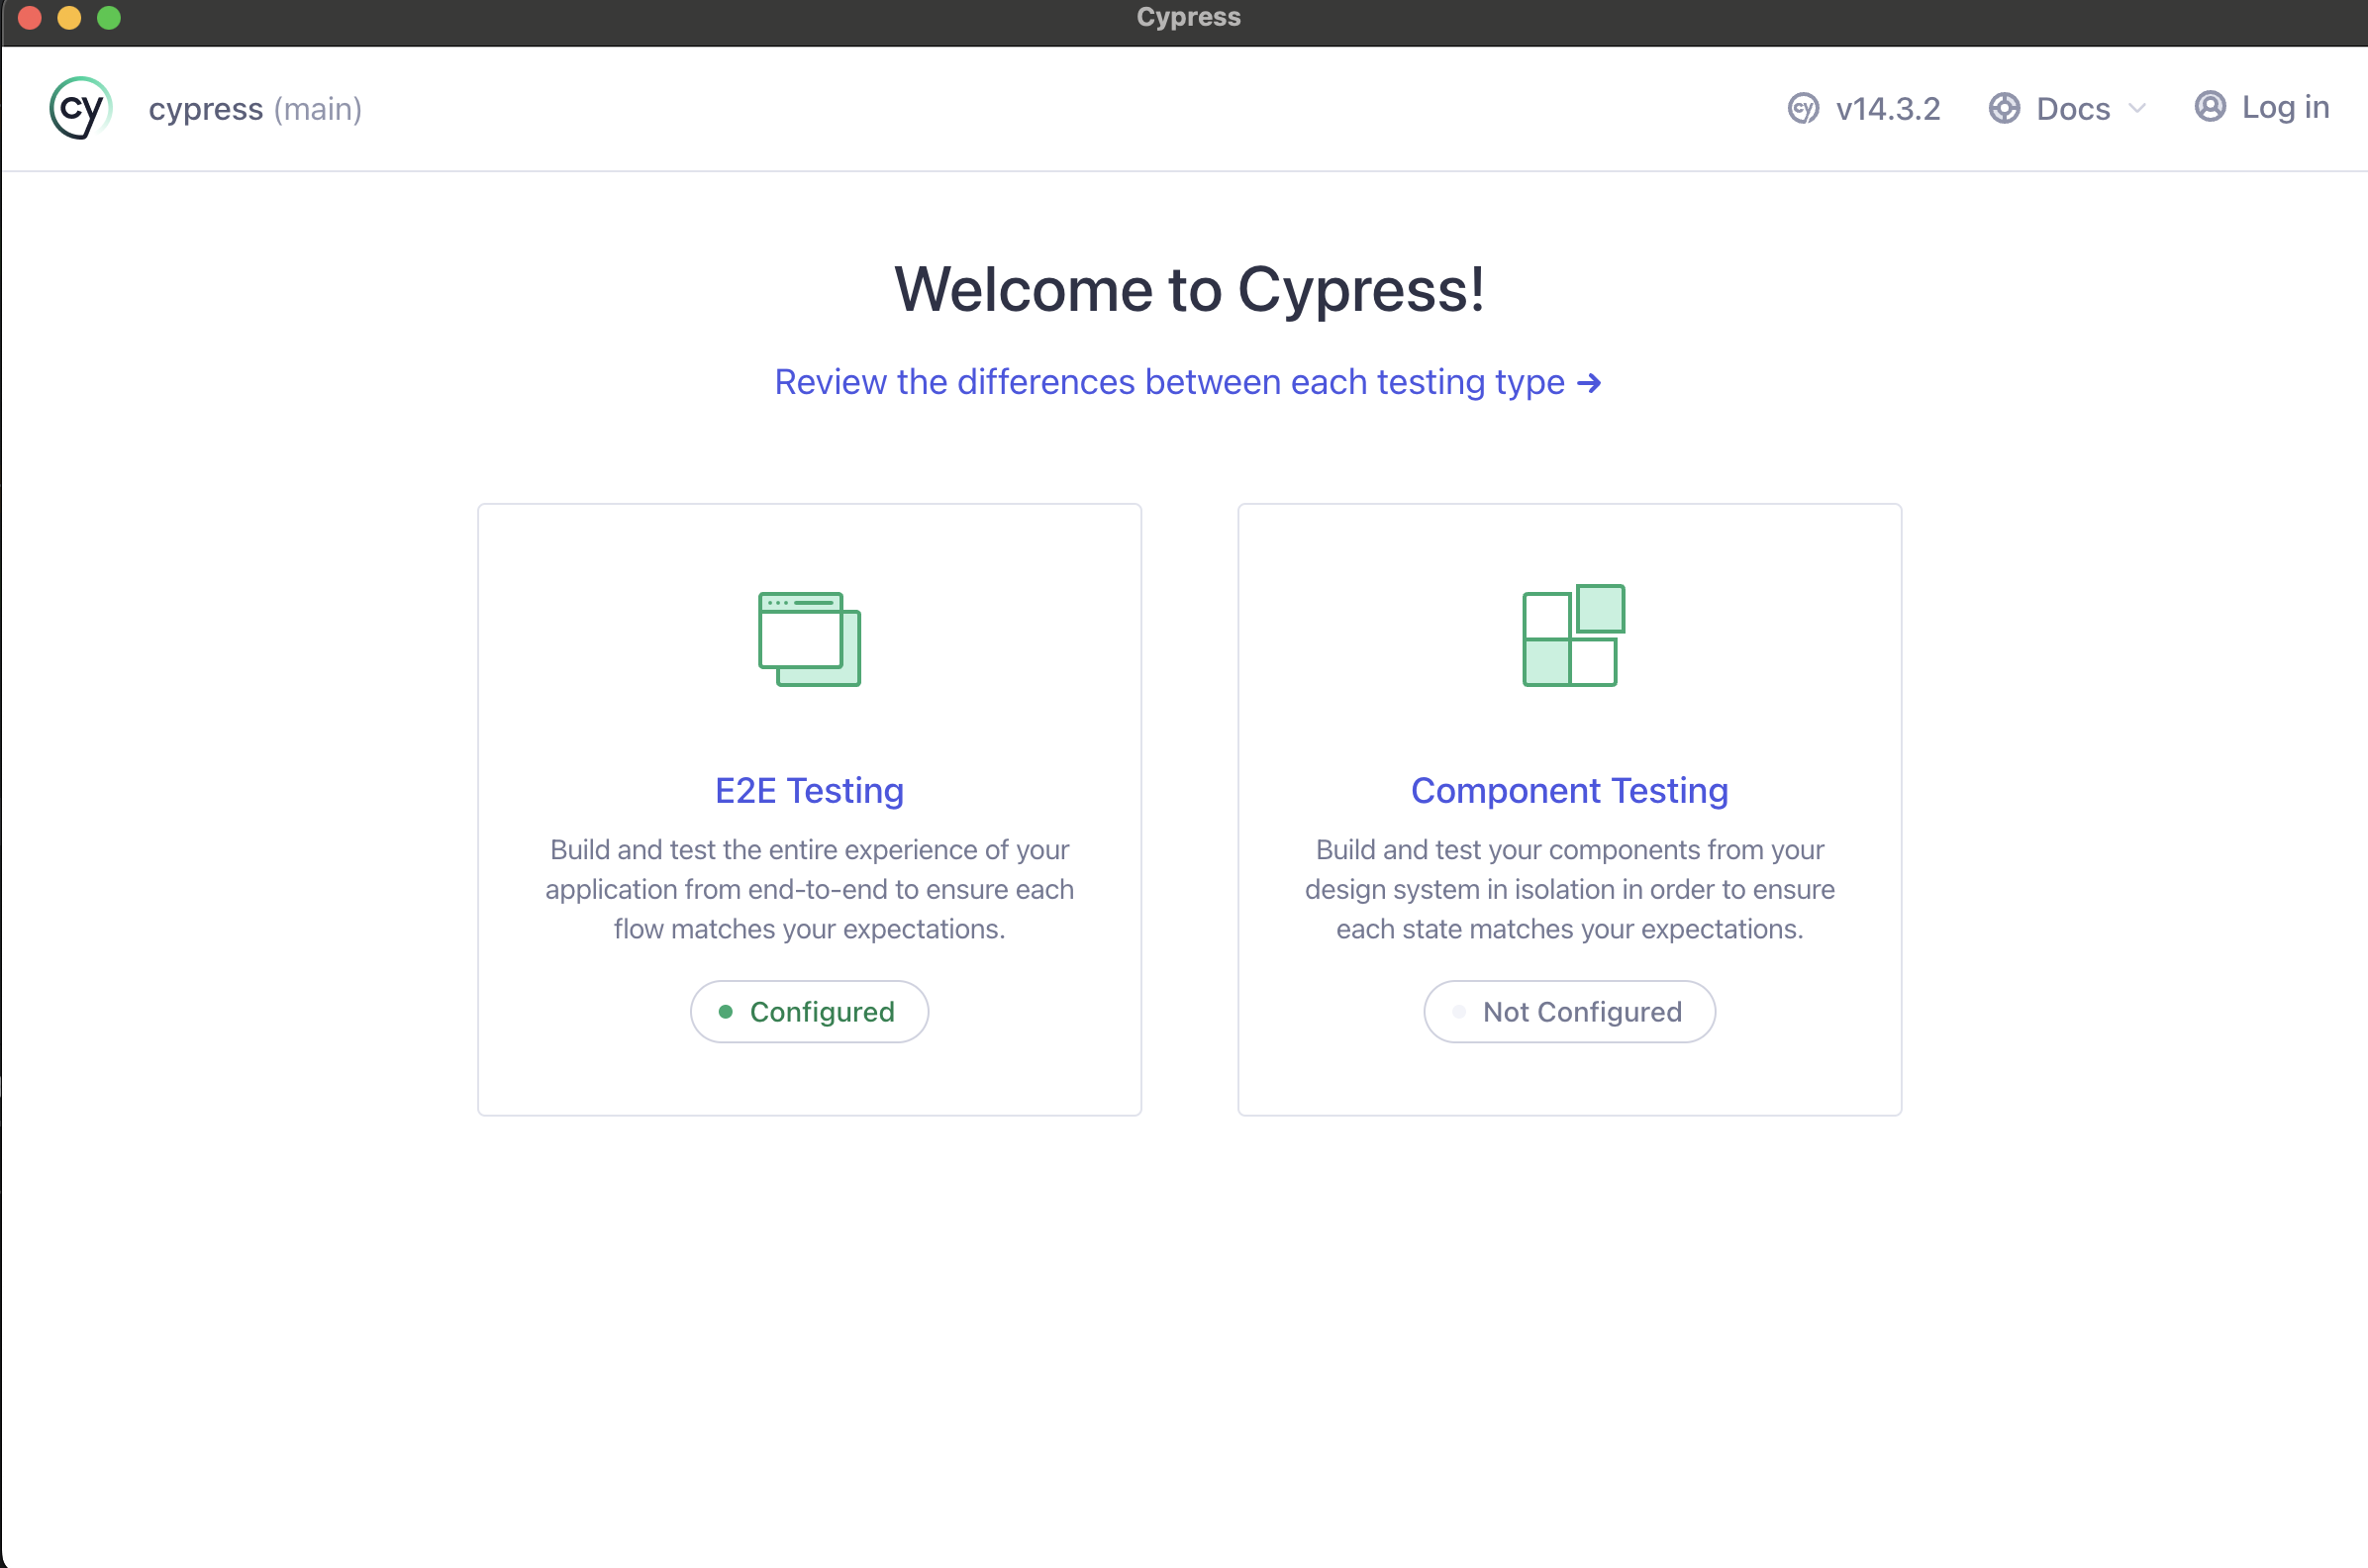 Cypress
cy cypress (main)
cy v14.3.2 Docs Log in
Welcome to Cypress!
Review the differences between each testing type →
E2E Testing
Build and test the entire experience of your
application from end-to-end to ensure each
flow matches your expectations.
Configured
Component Testing
Build and test your components from your
design system in isolation in order to ensure
each state matches your expectations.
Not Configured